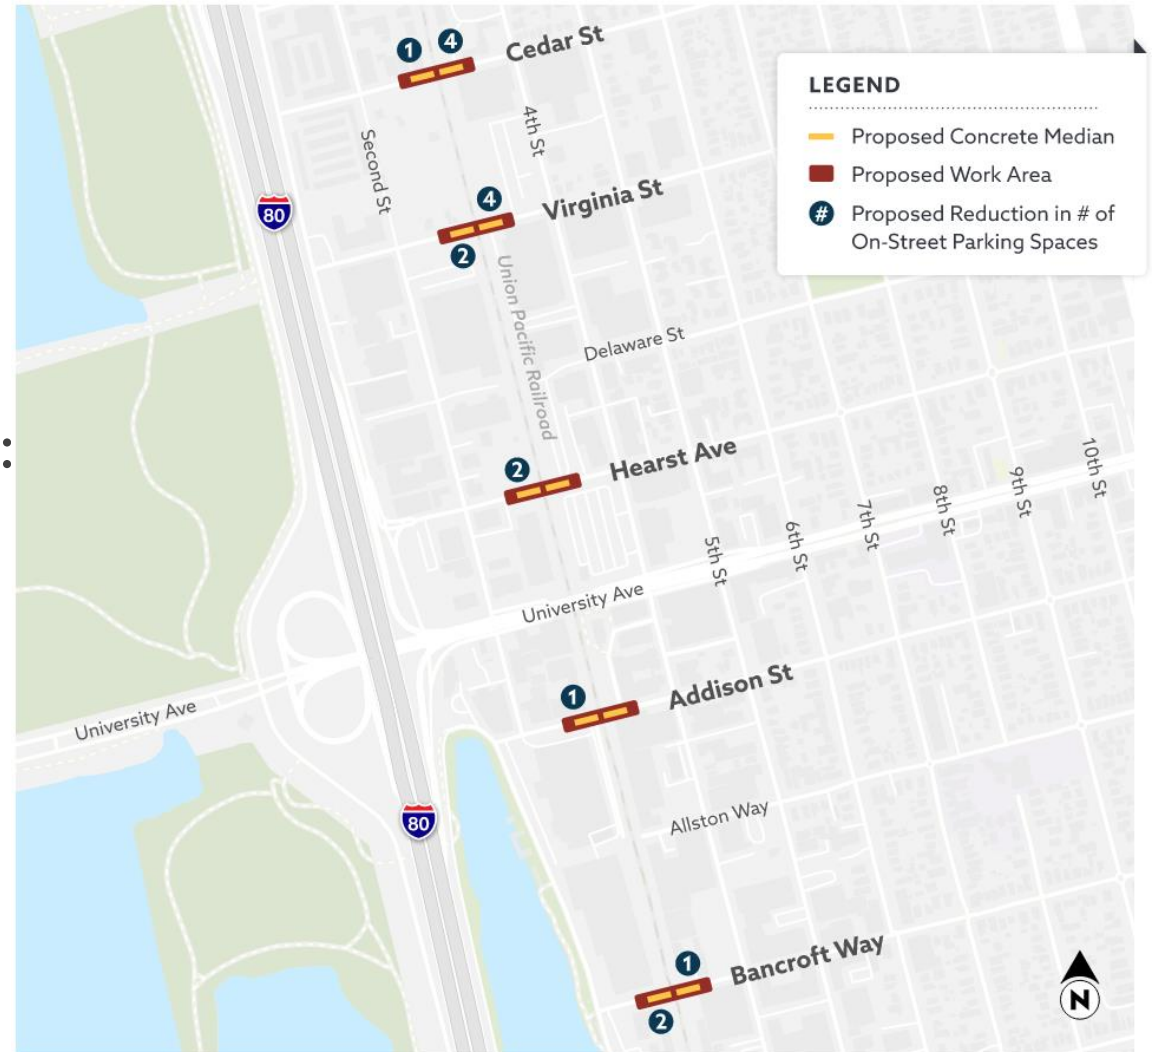 1
4
Cedar St
LEGEND
Proposed Concrete Median
Proposed Work Area
# Proposed Reduction in # of
On-Street Parking Spaces
4th St
Second St
80
4
Virginia St
2
Union Pacific Railroad
Delaware St
:
2
Hearst Ave
10th St
9th St
8th St
7th St
6th St
5th St
University Ave
1
Addison St
University Ave
80
Allston Way
1
Bancroft Way
2
N